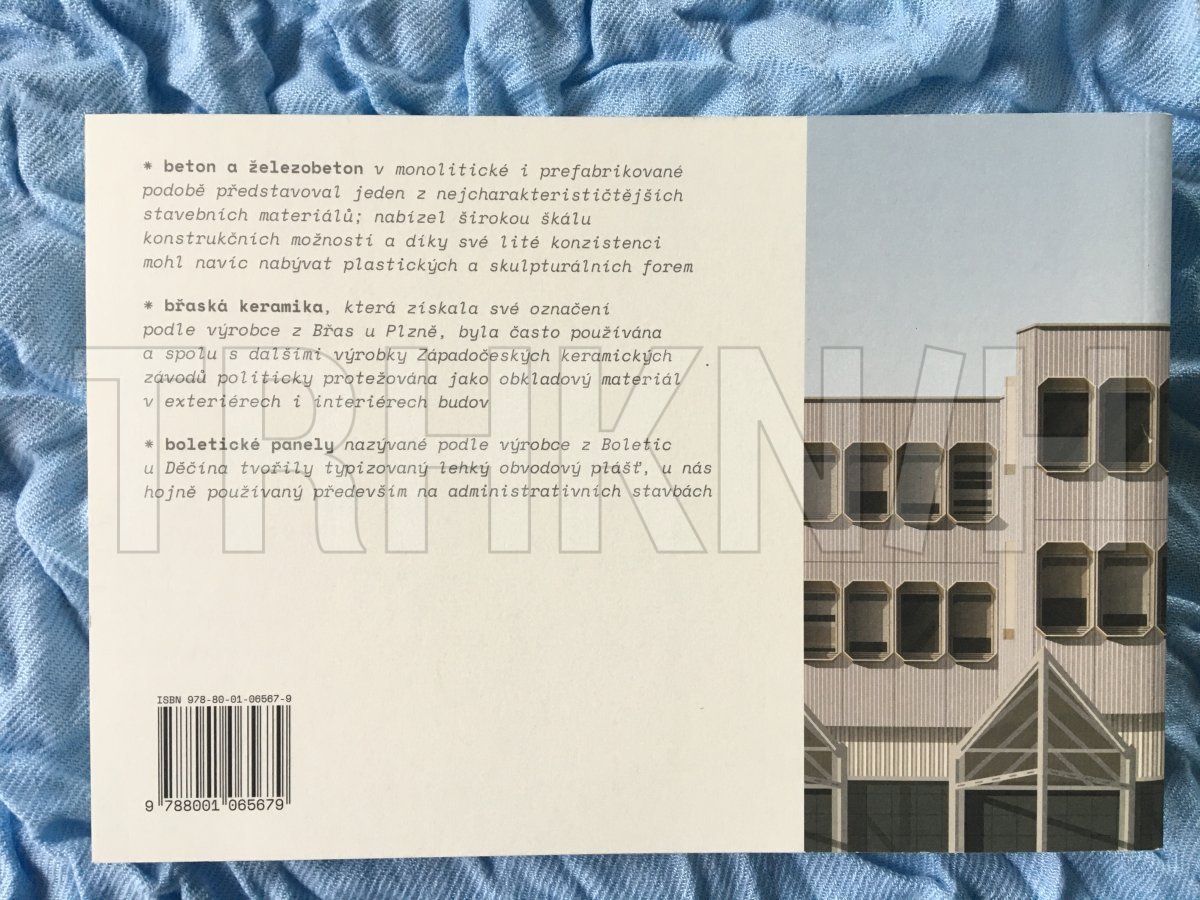 * beton a železobeton v monolitické i prefabrikované
podobě představoval jeden z nejcharakterističtějších
stavebních materiálů; nabízel širokou škálu
konstrukčních možností a díky své lité konzistenci
mohl navíc nabývat plastických a skulpturálních forem
* břaská keramika, která získala své označení
podle výrobce z Břas u Plzně, byla často používána
a spolu s dalšími výrobky Západočeských keramických
závodů politicky protežována jako obkladový materiál
v exteriérech i interiérech budov
* boletické panely nazývané podle výrobce z Boletic
u Děčína tvořily typizovaný lehký obvodový plášť, u nás
hojně používaný především na administrativních stavbách
TRHKNIH
ISBN 978-80-01-06567-9
9 788001 065679